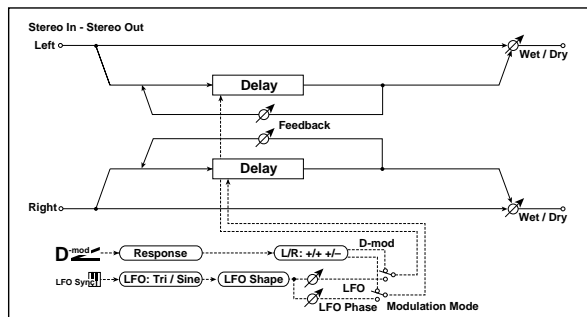 Stereo In - Stereo Out
Left
Wet / Dry
Delay
Feedback
Delay
Right
Wet / Dry
D-mod
D-mod
Response
L/R: +/+ +/–
LFO Sync
LFO: Tri / Sine
LFO Shape
LFO
LFO Phase
Modulation Mode